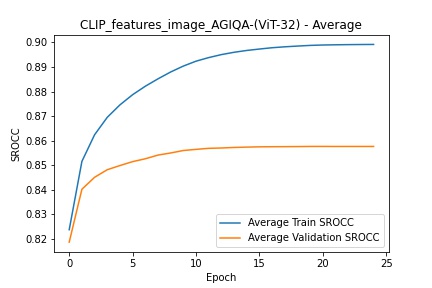 CLIP_features_image_AGIQA-(ViT-32) - Average
0.90
0.89
0.88
0.87
0.86
0.85
0.84
0.83
0.82
SROCC
Average Train SROCC
Average Validation SROCC
0 5 10 15 20 25
Epoch